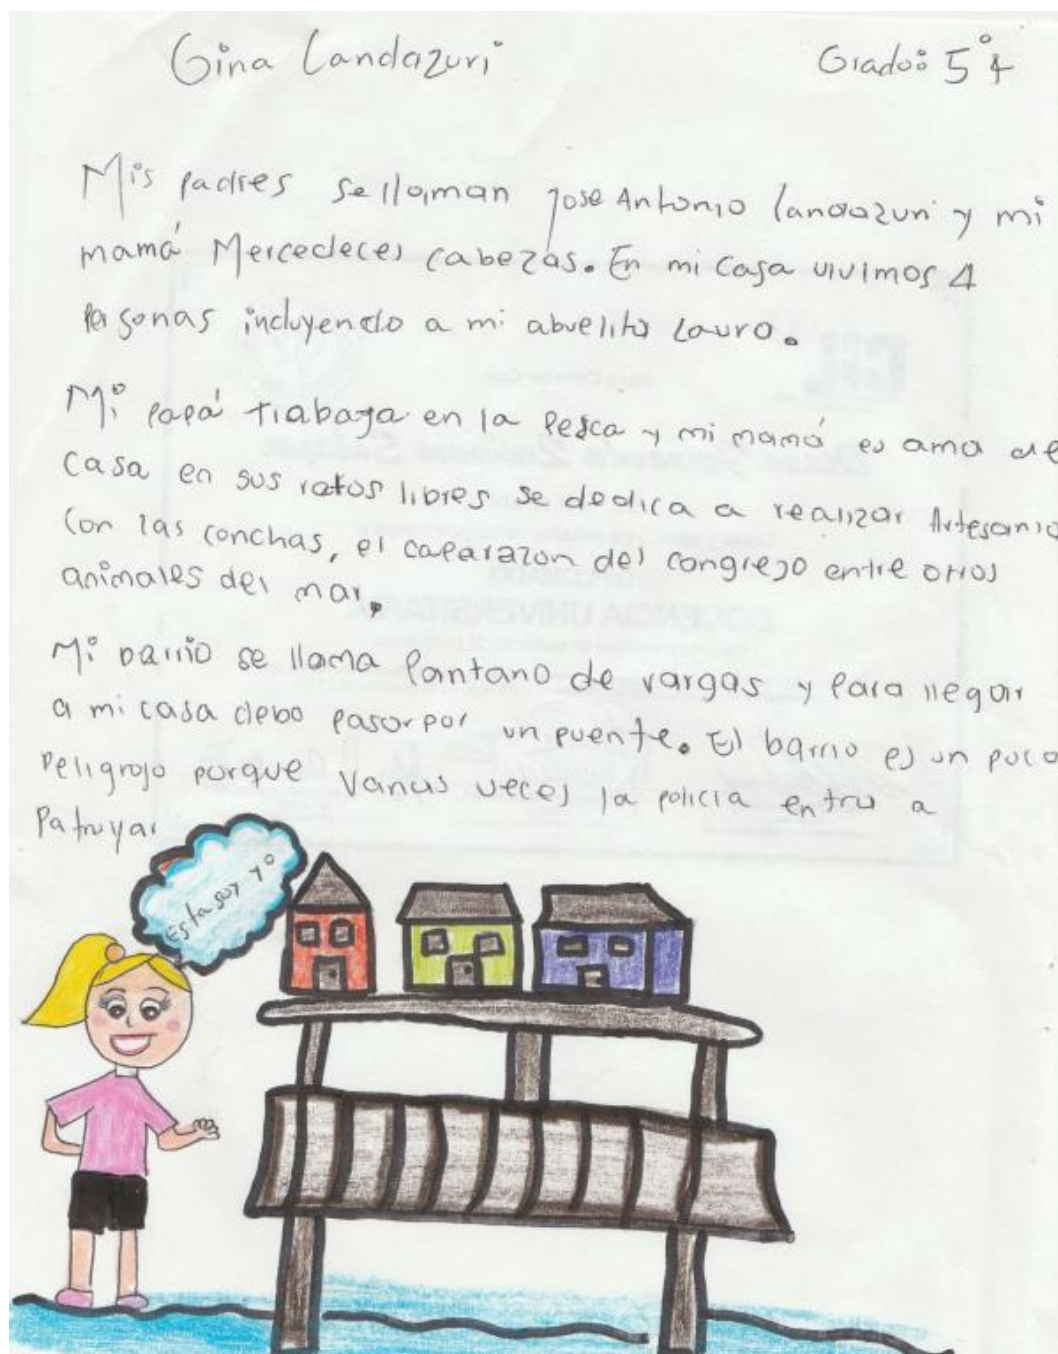 Gina Landazuri Grado: 5°4
Mis padres se llaman jose Antonio landazuri y mi
mamá Mercedeces cabezas. En mi casa vivimos 4
personas incluyendo a mi abuelito Lauro.
Mi papá trabaja en la Pesca y mi mamá es ama de
casa en sus ratos libres se dedica a realizar Artesania
con las conchas, el caparazon del congrejo entre otros
animales del mar.
Mi barrio se llama Pantano de vargas y para llegar
a mi casa debo pasar por un puente. El barrio es un poco
Peligroso porque varias veces la policia entra a
Patruyar
Esta soy yo
DOCENCIA UNIVERSITARIA